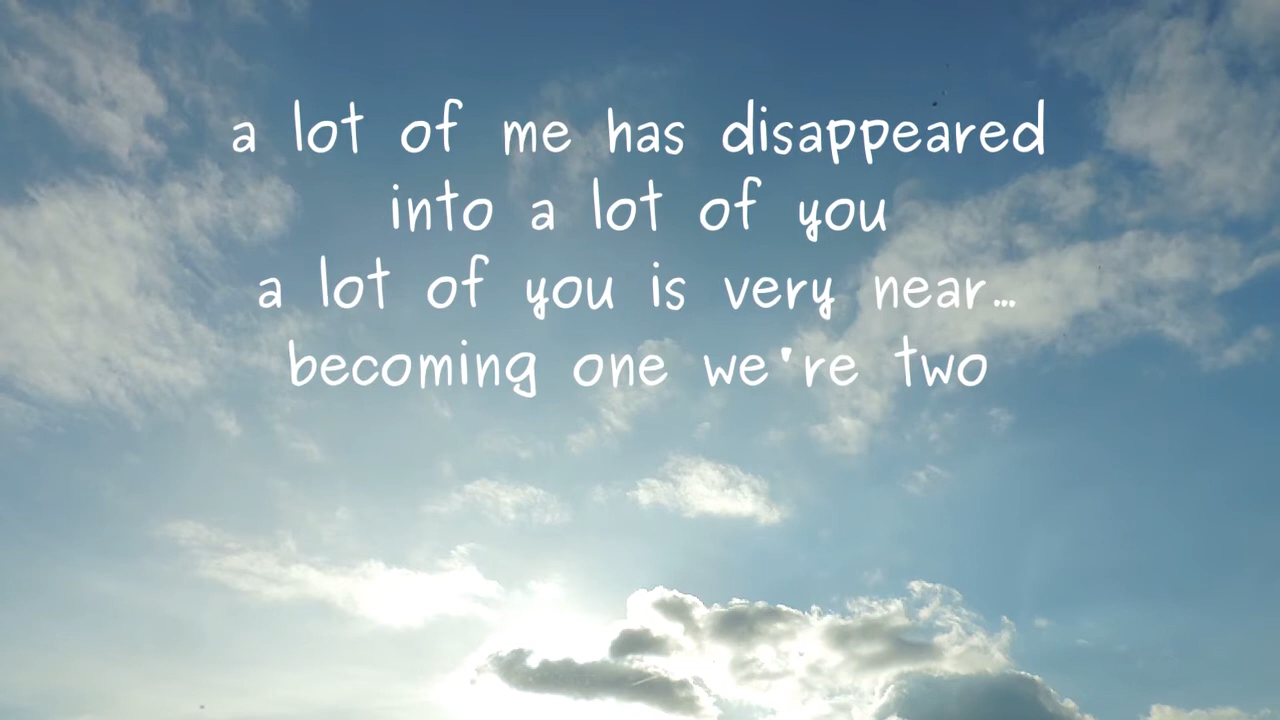 a lot of me has disappeared
into a lot of you
a lot of you is very near...
becoming one we're two